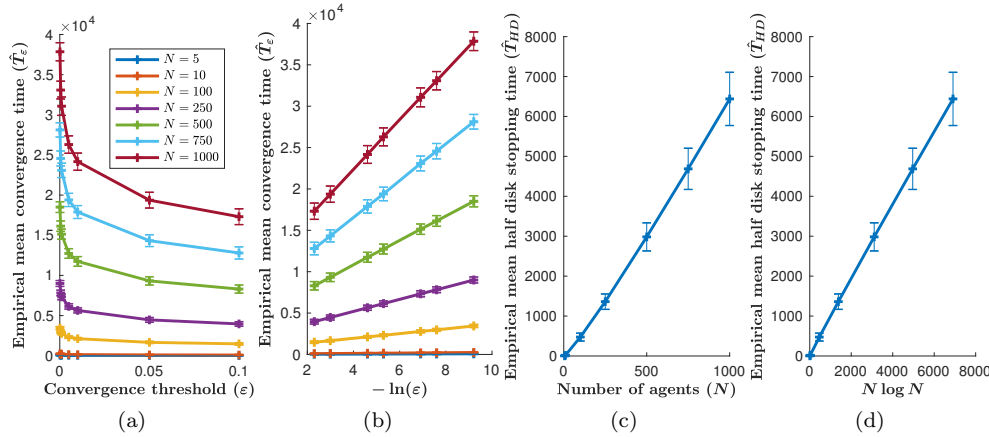 ×10⁴
4
3.5
3
2.5
2
1.5
1
0.5
0
0
0.05
0.1
Empirical mean convergence time (T̂_ε)
Convergence threshold (ε)
N = 5
N = 10
N = 100
N = 250
N = 500
N = 750
N = 1000
(a)
×10⁴
4
3.5
3
2.5
2
1.5
1
0.5
0
2
4
6
8
10
Empirical mean convergence time (T̂_ε)
− ln(ε)
(b)
8000
7000
6000
5000
4000
3000
2000
1000
0
0
500
1000
Empirical mean half disk stopping time (T̂_HD)
Number of agents (N)
(c)
8000
7000
6000
5000
4000
3000
2000
1000
0
0
2000
4000
6000
8000
Empirical mean half disk stopping time (T̂_HD)
N log N
(d)